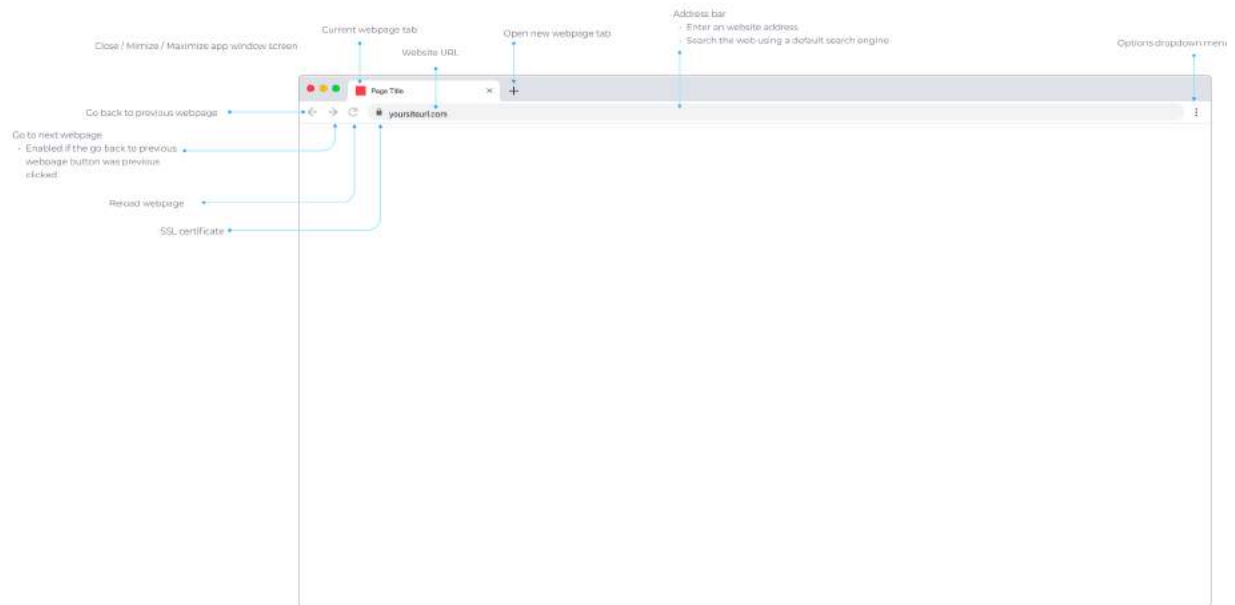 Address bar
- Enter an website address
- Search the web using a default search engine
Current webpage tab
Open new webpage tab
Close / Mimize / Maximize app window screen
Website URL
Options dropdown menu
Page Title
Go back to previous webpage
yoursiteurl.com
Go to next webpage
- Enabled if the go back to previous
webpage button was previous
clicked
Reload webpage
SSL certificate